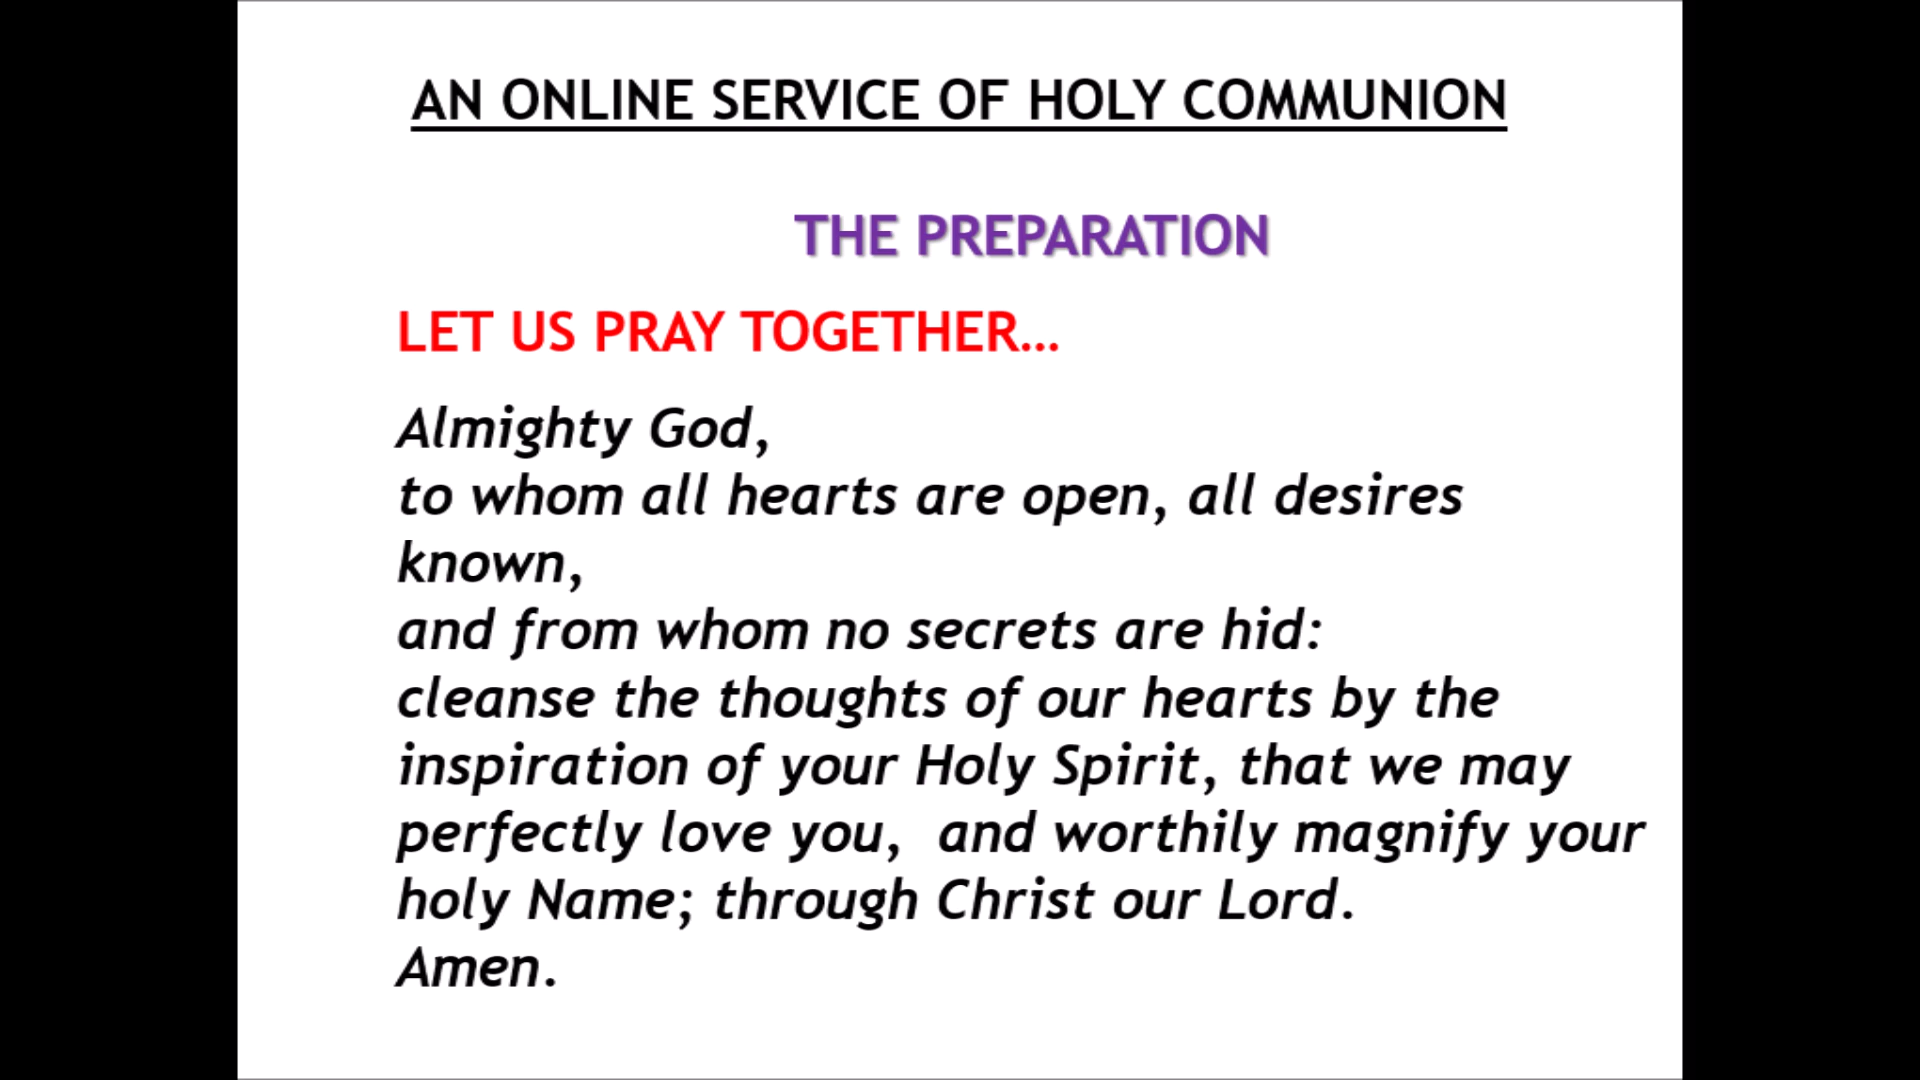 AN ONLINE SERVICE OF HOLY COMMUNION
THE PREPARATION
LET US PRAY TOGETHER...
Almighty God,
to whom all hearts are open, all desires
known,
and from whom no secrets are hid:
cleanse the thoughts of our hearts by the
inspiration of your Holy Spirit, that we may
perfectly love you,  and worthily magnify your
holy Name; through Christ our Lord.
Amen.